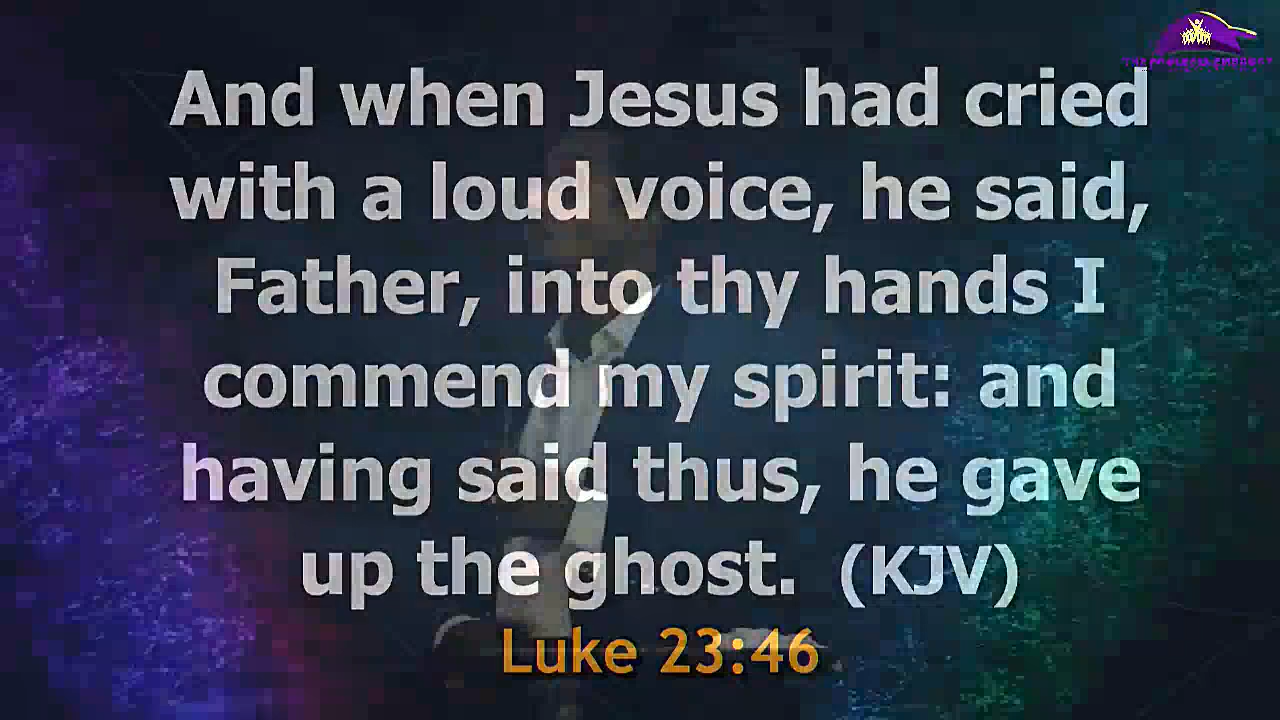 And when Jesus had cried
with a loud voice, he said,
Father, into thy hands I
commend my spirit: and
having said thus, he gave
up the ghost. (KJV)
Luke 23:46